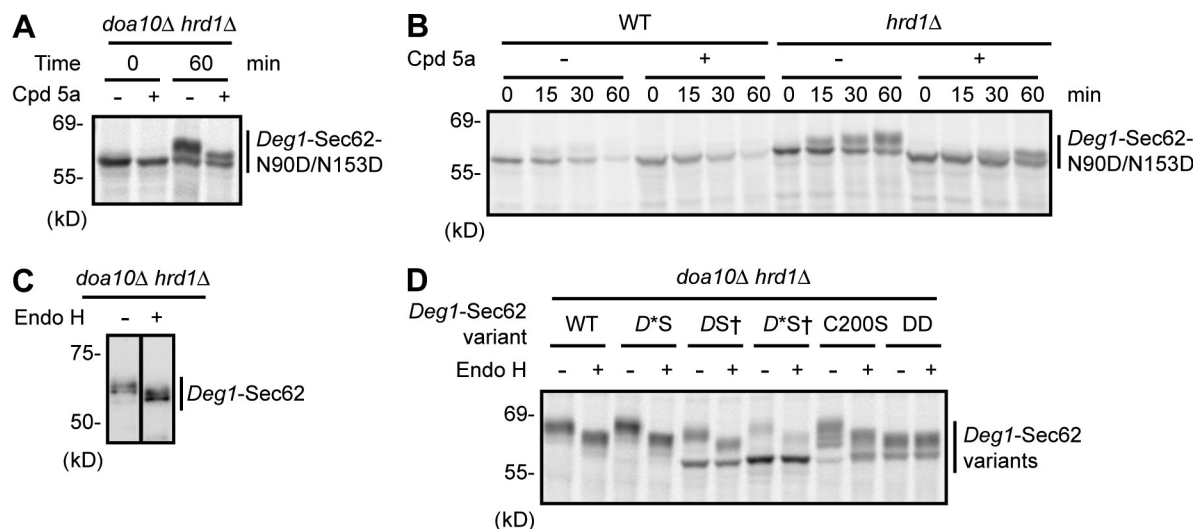 A
doa10Δ hrd1Δ
Time 0 60 min
Cpd 5a - + - +
69-
55-
(kD)
Deg1-Sec62-
N90D/N153D
B
WT hrd1Δ
Cpd 5a - + - +
0 15 30 60 0 15 30 60 0 15 30 60 0 15 30 60 min
69-
55-
(kD)
Deg1-Sec62-
N90D/N153D
C
doa10Δ hrd1Δ
Endo H - +
75-
50-
(kD)
Deg1-Sec62
D
doa10Δ hrd1Δ
Deg1-Sec62
variant
WT D*S DS† D*S† C200S DD
Endo H - + - + - + - + - + - +
69-
55-
(kD)
Deg1-Sec62
variants